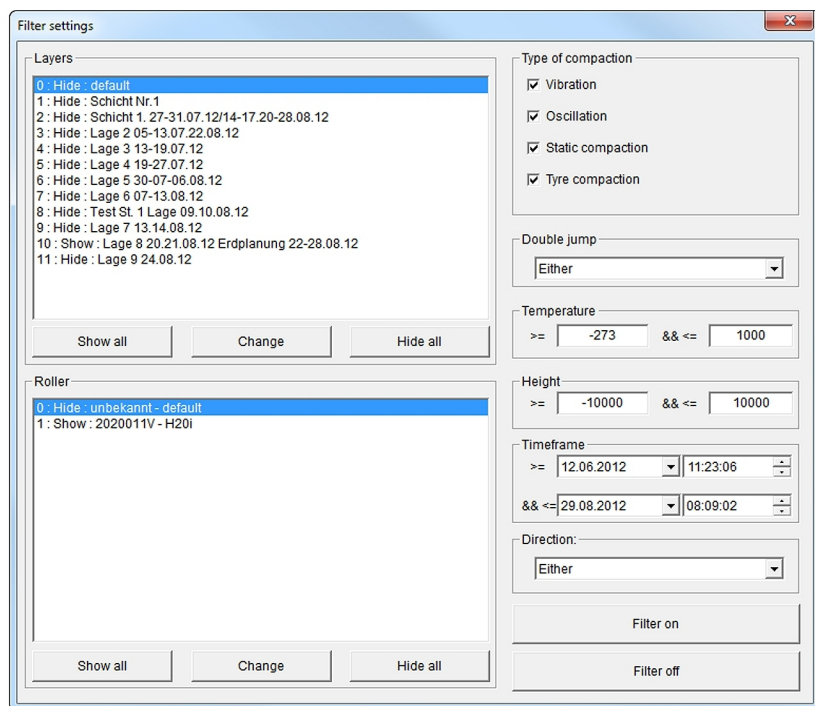 Filter settings
x
Layers
0 : Hide : default
1 : Hide : Schicht Nr.1
2 : Hide : Schicht 1. 27-31.07.12/14-17.20-28.08.12
3 : Hide : Lage 2 05-13.07.22.08.12
4 : Hide : Lage 3 13-19.07.12
5 : Hide : Lage 4 19-27.07.12
6 : Hide : Lage 5 30-07-06.08.12
7 : Hide : Lage 6 07-13.08.12
8 : Hide : Test St. 1 Lage 09.10.08.12
9 : Hide : Lage 7 13.14.08.12
10 : Show : Lage 8 20.21.08.12 Erdplanung 22-28.08.12
11 : Hide : Lage 9 24.08.12
Show all Change Hide all
Roller
0 : Hide : unbekannt - default
1 : Show : 2020011V - H20i
Show all Change Hide all
Type of compaction
Vibration
Oscillation
Static compaction
Tyre compaction
Double jump
Either
Temperature
>= -273 && <= 1000
Height
>= -10000 && <= 10000
Timeframe
>= 12.06.2012 11:23:06
&& <= 29.08.2012 08:09:02
Direction:
Either
Filter on
Filter off